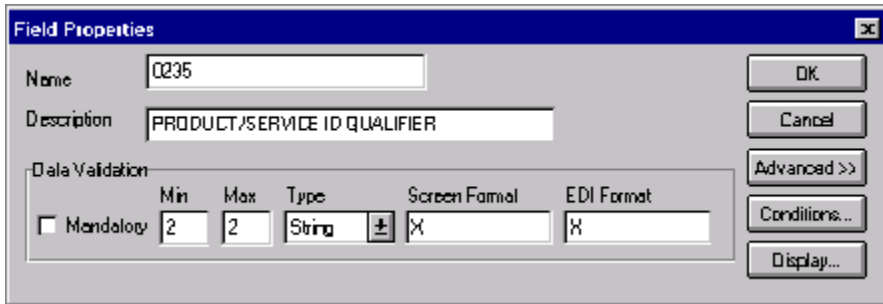 Field Properties
Name 0235 OK
Description PRODUCT/SERVICE ID QUALIFIER Cancel
Data Validation Advanced >>
Min Max Type Screen Format EDI Format
Mandatory 2 2 String X X Conditions...
Display...